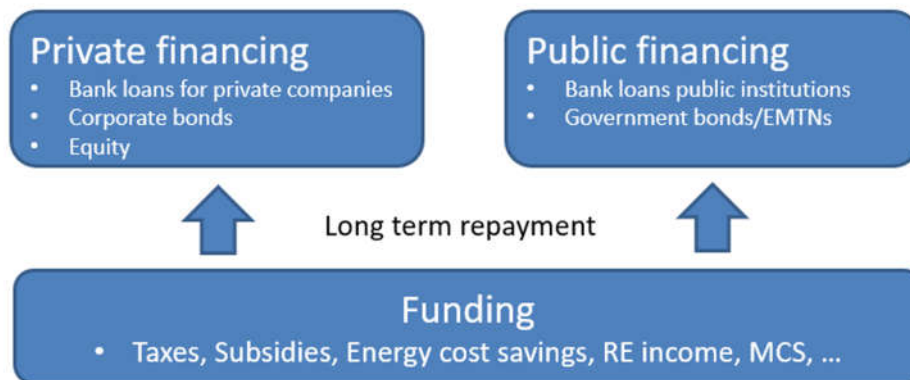 Private financing
• Bank loans for private companies
• Corporate bonds
• Equity
Public financing
• Bank loans public institutions
• Government bonds/EMTNs
Long term repayment
Funding
• Taxes, Subsidies, Energy cost savings, RE income, MCS, ...